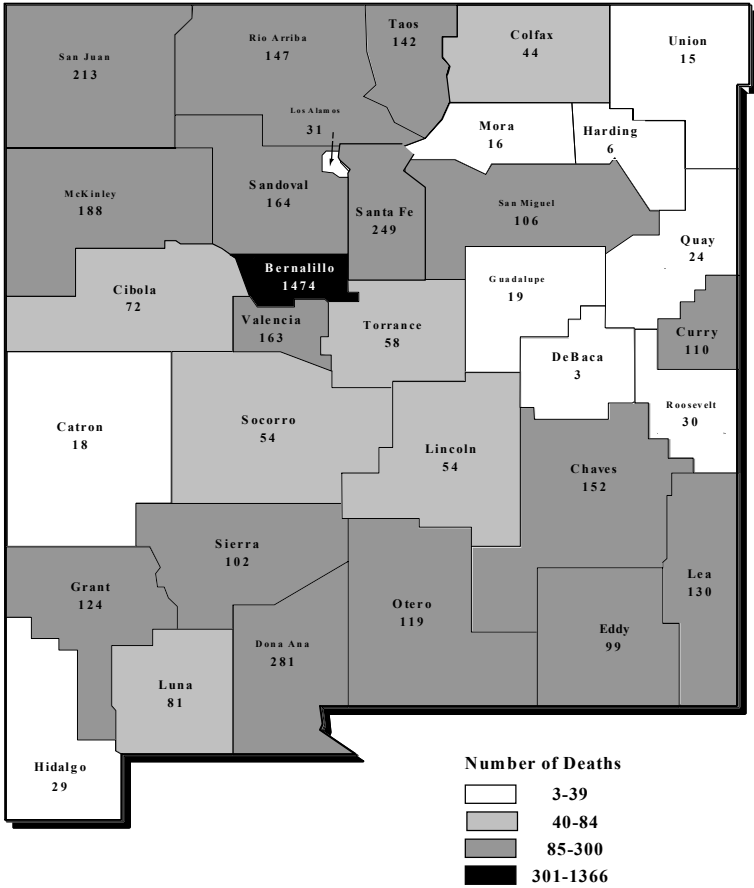 San Juan
213
Rio Arriba
147
Taos
142
Colfax
44
Union
15
Los Alamos
31
Mora
16
Harding
6
McKinley
188
Sandoval
164
Santa Fe
249
San Miguel
106
Quay
24
Bernalillo
1474
Cibola
72
Guadalupe
19
Valencia
163
Torrance
58
Curry
110
DeBaca
3
Roosevelt
30
Catron
18
Socorro
54
Lincoln
54
Chaves
152
Sierra
102
Grant
124
Otero
119
Lea
130
Eddy
99
Dona Ana
281
Luna
81
Hidalgo
29
Number of Deaths
3-39
40-84
85-300
301-1366